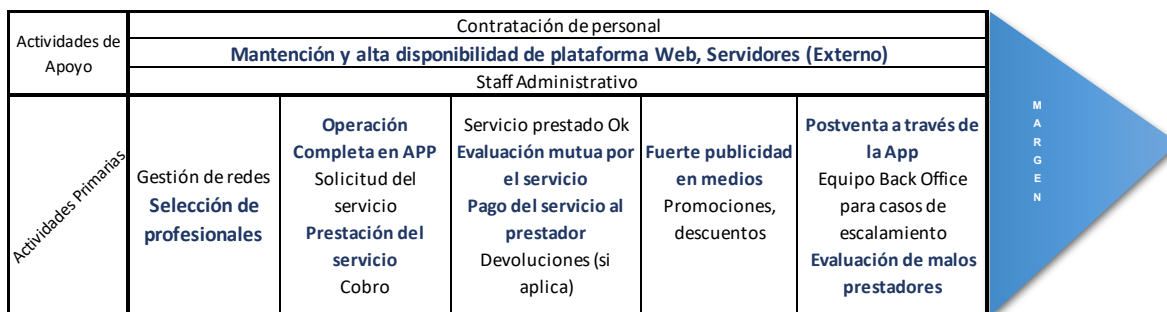 Actividades de
Apoyo
Contratación de personal
Mantención y alta disponibilidad de plataforma Web, Servidores (Externo)
Staff Administrativo
Actividades Primarias
Gestión de redes
Selección de
profesionales
Operación
Completa en APP
Solicitud del
servicio
Prestación del
servicio
Cobro
Servicio prestado Ok
Evaluación mutua por
el servicio
Pago del servicio al
prestador
Devoluciones (si
aplica)
Fuerte publicidad
en medios
Promociones,
descuentos
Postventa a través de
la App
Equipo Back Office
para casos de
escalamiento
Evaluación de malos
prestadores
MARGEN